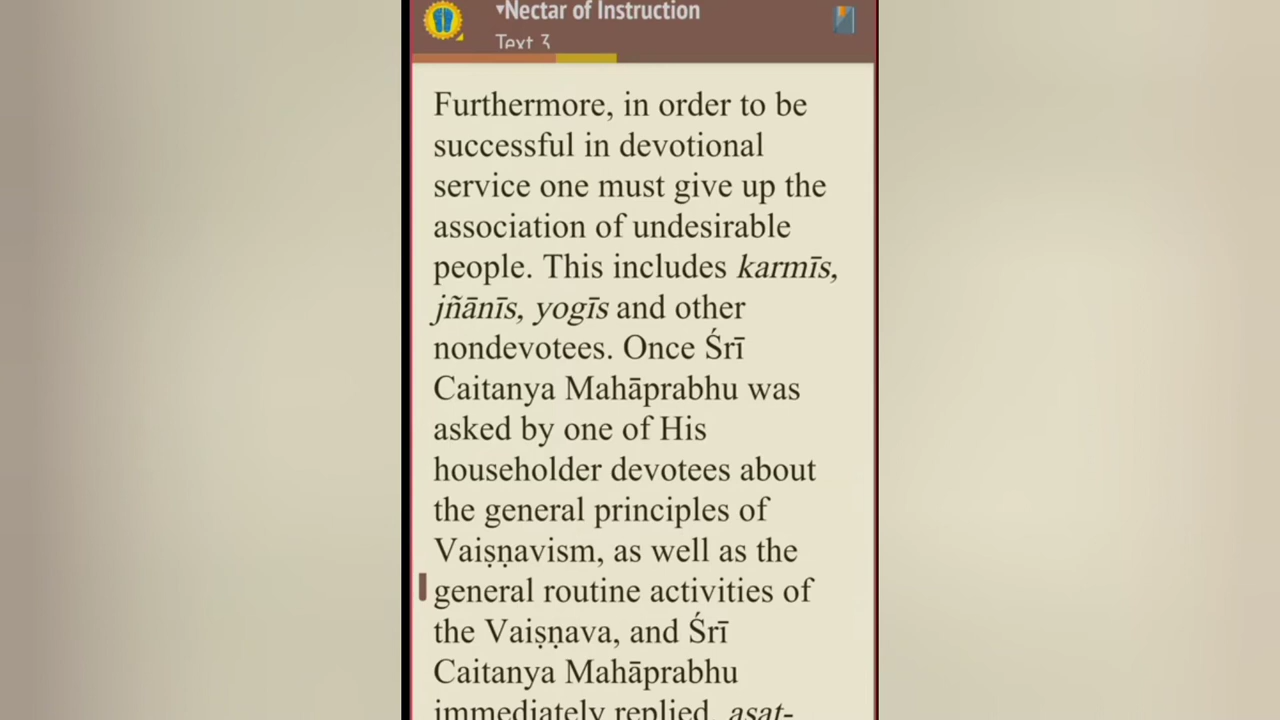 ▾Nectar of Instruction
Text 3
Furthermore, in order to be
successful in devotional
service one must give up the
association of undesirable
people. This includes karmīs,
jñānīs, yogīs and other
nondevotees. Once Śrī
Caitanya Mahāprabhu was
asked by one of His
householder devotees about
the general principles of
Vaiṣṇavism, as well as the
general routine activities of
the Vaiṣṇava, and Śrī
Caitanya Mahāprabhu
immediately replied, asat-